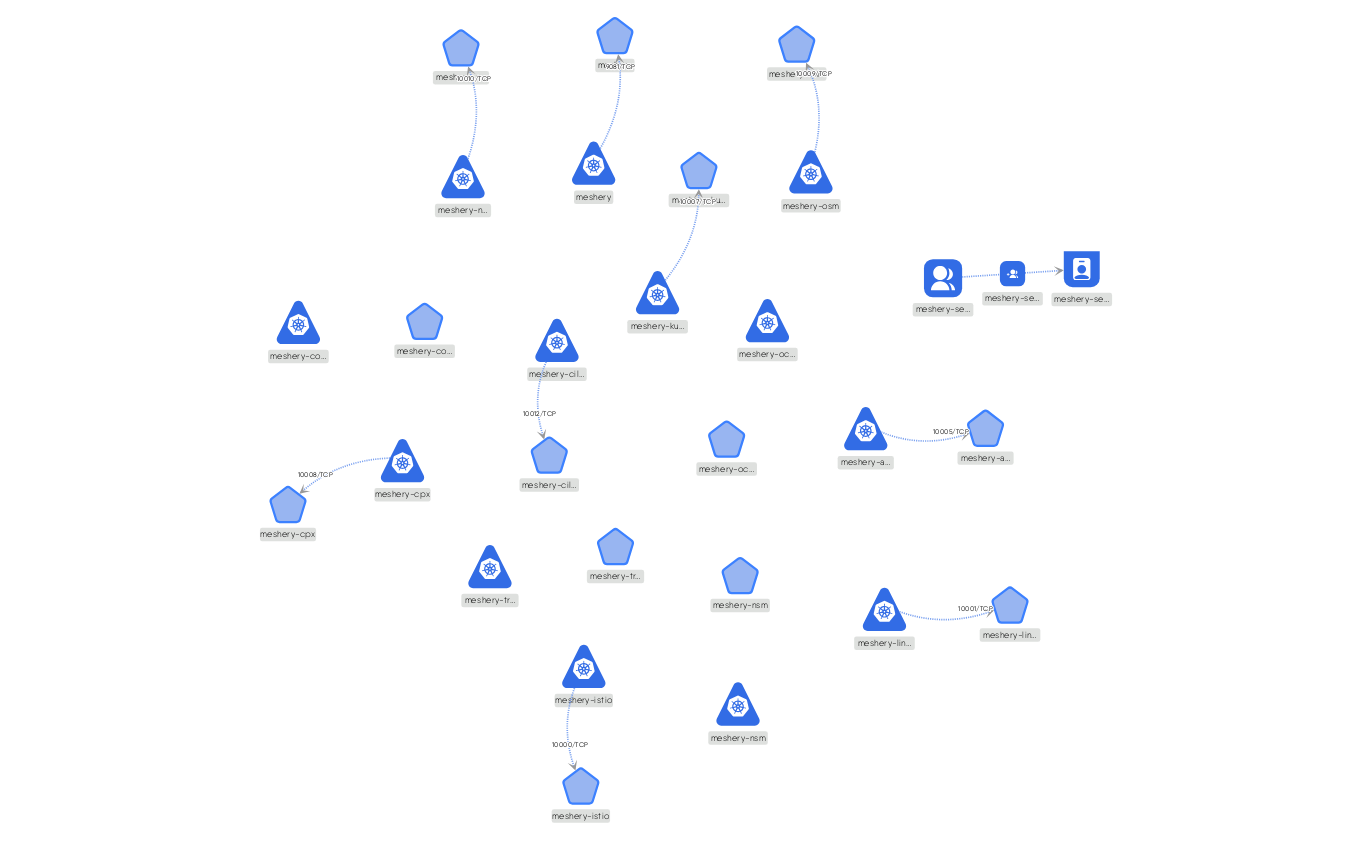 10010/TCP
9081/TCP
10009/TCP
meshery-n...
meshery
10007/TCP
meshery-osm
meshery-se...
meshery-se...
meshery-se...
meshery-ku...
meshery-co...
meshery-co...
meshery-cil...
meshery-oc...
10012/TCP
10005/TCP
meshery-a...
meshery-a...
meshery-oc...
10008/TCP
meshery-cil...
meshery-cpx
meshery-cpx
meshery-tr...
meshery-tr...
meshery-nsm
10001/TCP
meshery-lin...
meshery-lin...
meshery-istio
meshery-nsm
10000/TCP
meshery-istio